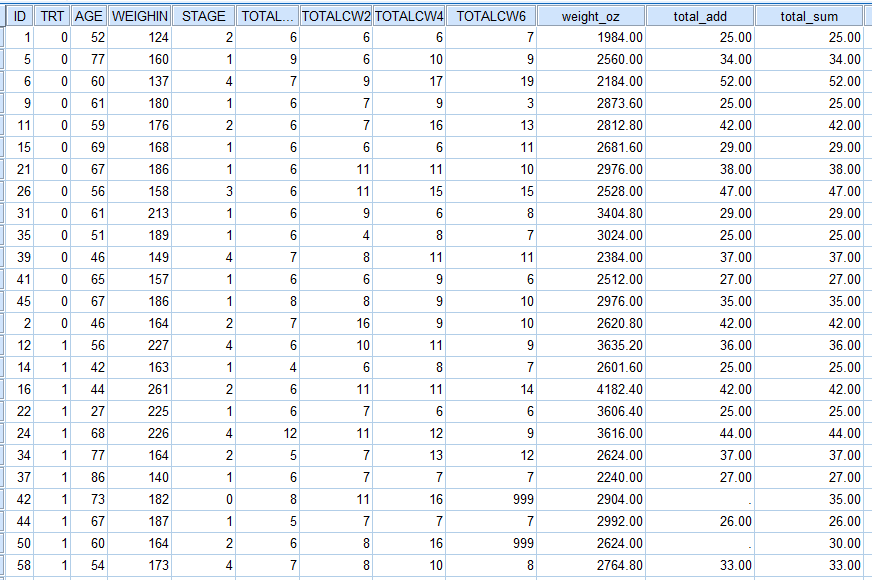 ID TRT AGE WEIGHIN STAGE TOTAL... TOTALCW2 TOTALCW4 TOTALCW6 weight_oz total_add total_sum
1 0 52 124 2 6 6 6 7 1984.00 25.00 25.00
5 0 77 160 1 9 6 10 9 2560.00 34.00 34.00
6 0 60 137 4 7 9 17 19 2184.00 52.00 52.00
9 0 61 180 1 6 7 9 3 2873.60 25.00 25.00
11 0 59 176 2 6 7 16 13 2812.80 42.00 42.00
15 0 69 168 1 6 6 6 11 2681.60 29.00 29.00
21 0 67 186 1 6 11 11 10 2976.00 38.00 38.00
26 0 56 158 3 6 11 15 15 2528.00 47.00 47.00
31 0 61 213 1 6 9 6 8 3404.80 29.00 29.00
35 0 51 189 1 6 4 8 7 3024.00 25.00 25.00
39 0 46 149 4 7 8 11 11 2384.00 37.00 37.00
41 0 65 157 1 6 6 9 6 2512.00 27.00 27.00
45 0 67 186 1 8 8 9 10 2976.00 35.00 35.00
2 0 46 164 2 7 16 9 10 2620.80 42.00 42.00
12 1 56 227 4 6 10 11 9 3635.20 36.00 36.00
14 1 42 163 1 4 6 8 7 2601.60 25.00 25.00
16 1 44 261 2 6 11 11 14 4182.40 42.00 42.00
22 1 27 225 1 6 7 6 6 3606.40 25.00 25.00
24 1 68 226 4 12 11 12 9 3616.00 44.00 44.00
34 1 77 164 2 5 7 13 12 2624.00 37.00 37.00
37 1 86 140 1 6 7 7 7 2240.00 27.00 27.00
42 1 73 182 0 8 11 16 999 2904.00 . 35.00
44 1 67 187 1 5 7 7 7 2992.00 26.00 26.00
50 1 60 164 2 6 8 16 999 2624.00 . 30.00
58 1 54 173 4 7 8 10 8 2764.80 33.00 33.00